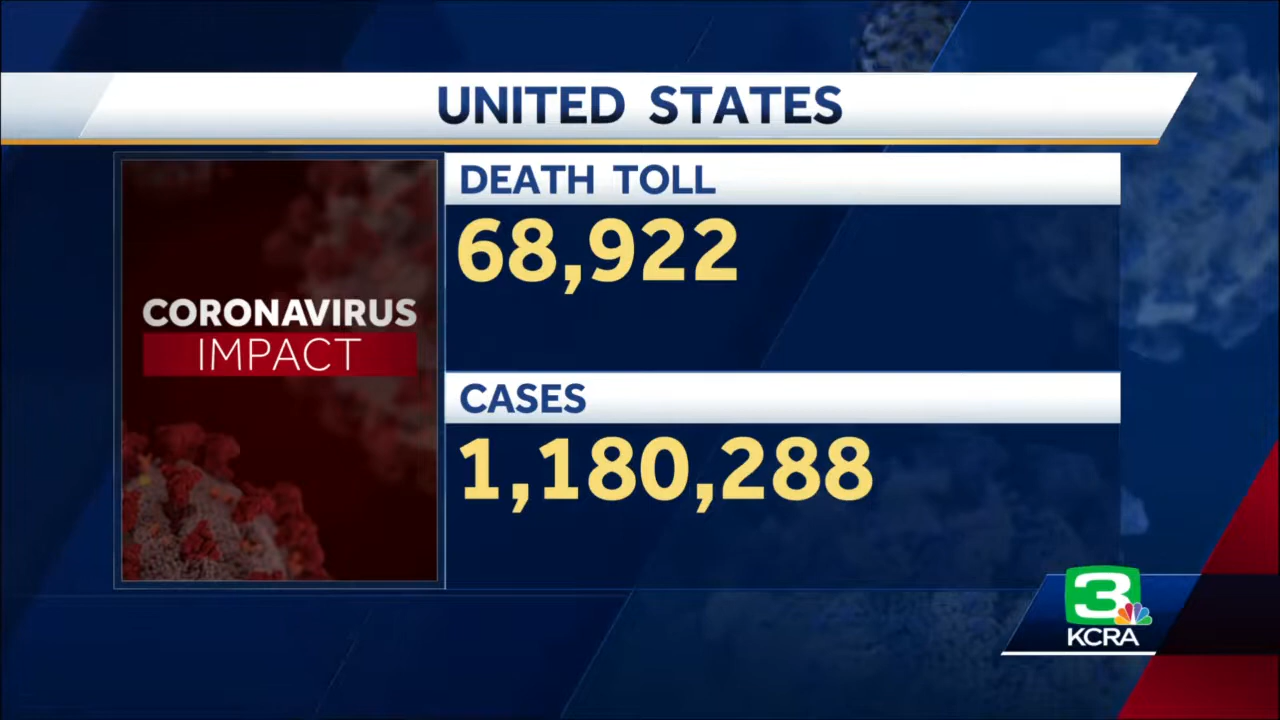 UNITED STATES
DEATH TOLL
68,922
CORONAVIRUS
IMPACT
CASES
1,180,288
3
KCRA